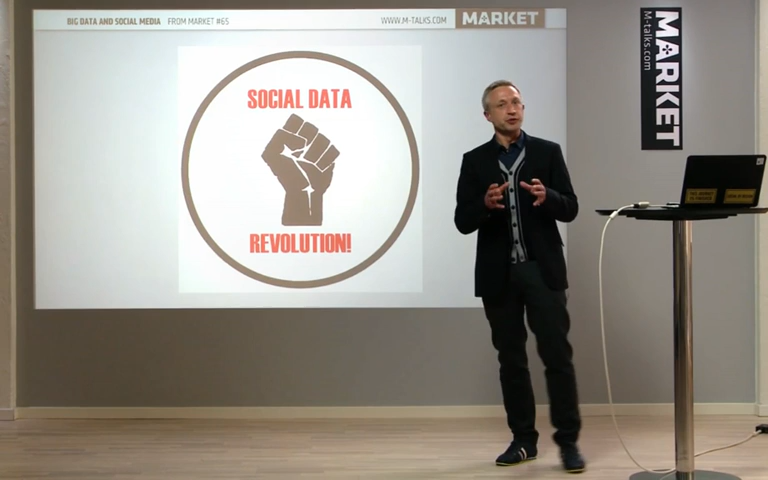 BIG DATA AND SOCIAL MEDIA FROM MARKET #65 WWW.M-TALKS.COM MARKET
SOCIAL DATA
REVOLUTION!
MARKET
M-talks.com